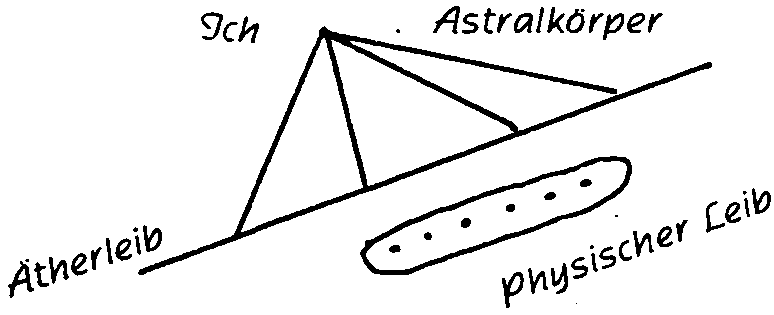 Ich
Astralkörper
Ätherleib
physischer Leib